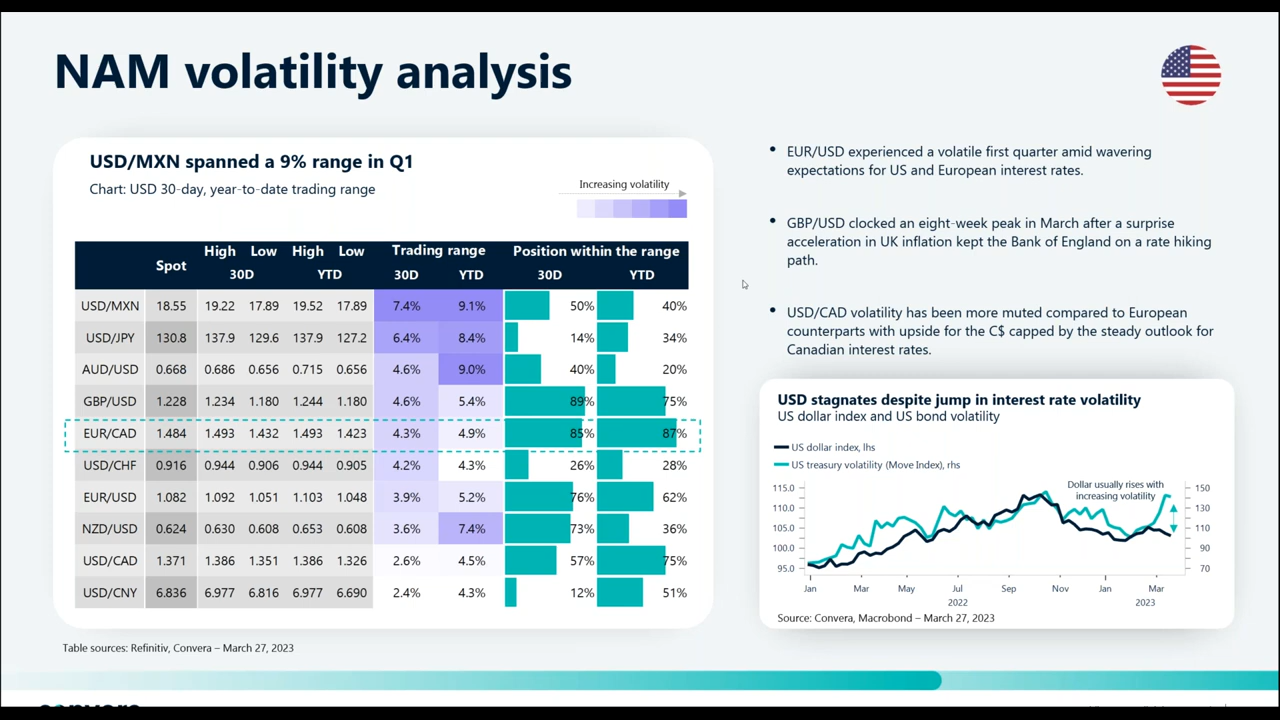 NAM volatility analysis
USD/MXN spanned a 9% range in Q1
Chart: USD 30-day, year-to-date trading range
Increasing volatility
Spot High Low High Low Trading range Position within the range
30D YTD 30D YTD 30D YTD
USD/MXN 18.55 19.22 17.89 19.52 17.89 7.4% 9.1% 50% 40%
USD/JPY 130.8 137.9 129.6 137.9 127.2 6.4% 8.4% 14% 34%
AUD/USD 0.668 0.686 0.656 0.715 0.656 4.6% 9.0% 40% 20%
GBP/USD 1.228 1.234 1.180 1.244 1.180 4.6% 5.4% 89% 75%
EUR/CAD 1.484 1.493 1.432 1.493 1.423 4.3% 4.9% 85% 87%
USD/CHF 0.916 0.944 0.906 0.944 0.905 4.2% 4.3% 26% 28%
EUR/USD 1.082 1.092 1.051 1.103 1.048 3.9% 5.2% 76% 62%
NZD/USD 0.624 0.630 0.608 0.653 0.608 3.6% 7.4% 73% 36%
USD/CAD 1.371 1.386 1.351 1.386 1.326 2.6% 4.5% 57% 75%
USD/CNY 6.836 6.977 6.816 6.977 6.690 2.4% 4.3% 12% 51%
Table sources: Refinitiv, Convera – March 27, 2023
• EUR/USD experienced a volatile first quarter amid wavering
expectations for US and European interest rates.
• GBP/USD clocked an eight-week peak in March after a surprise
acceleration in UK inflation kept the Bank of England on a rate hiking
path.
• USD/CAD volatility has been more muted compared to European
counterparts with upside for the C$ capped by the steady outlook for
Canadian interest rates.
USD stagnates despite jump in interest rate volatility
US dollar index and US bond volatility
US dollar index, lhs
US treasury volatility (Move Index), rhs
Dollar usually rises with
increasing volatility
115.0 150
110.0 130
105.0 110
100.0 90
95.0 70
Jan Mar May Jul Sep Nov Jan Mar
2022 2023
Source: Convera, Macrobond – March 27, 2023